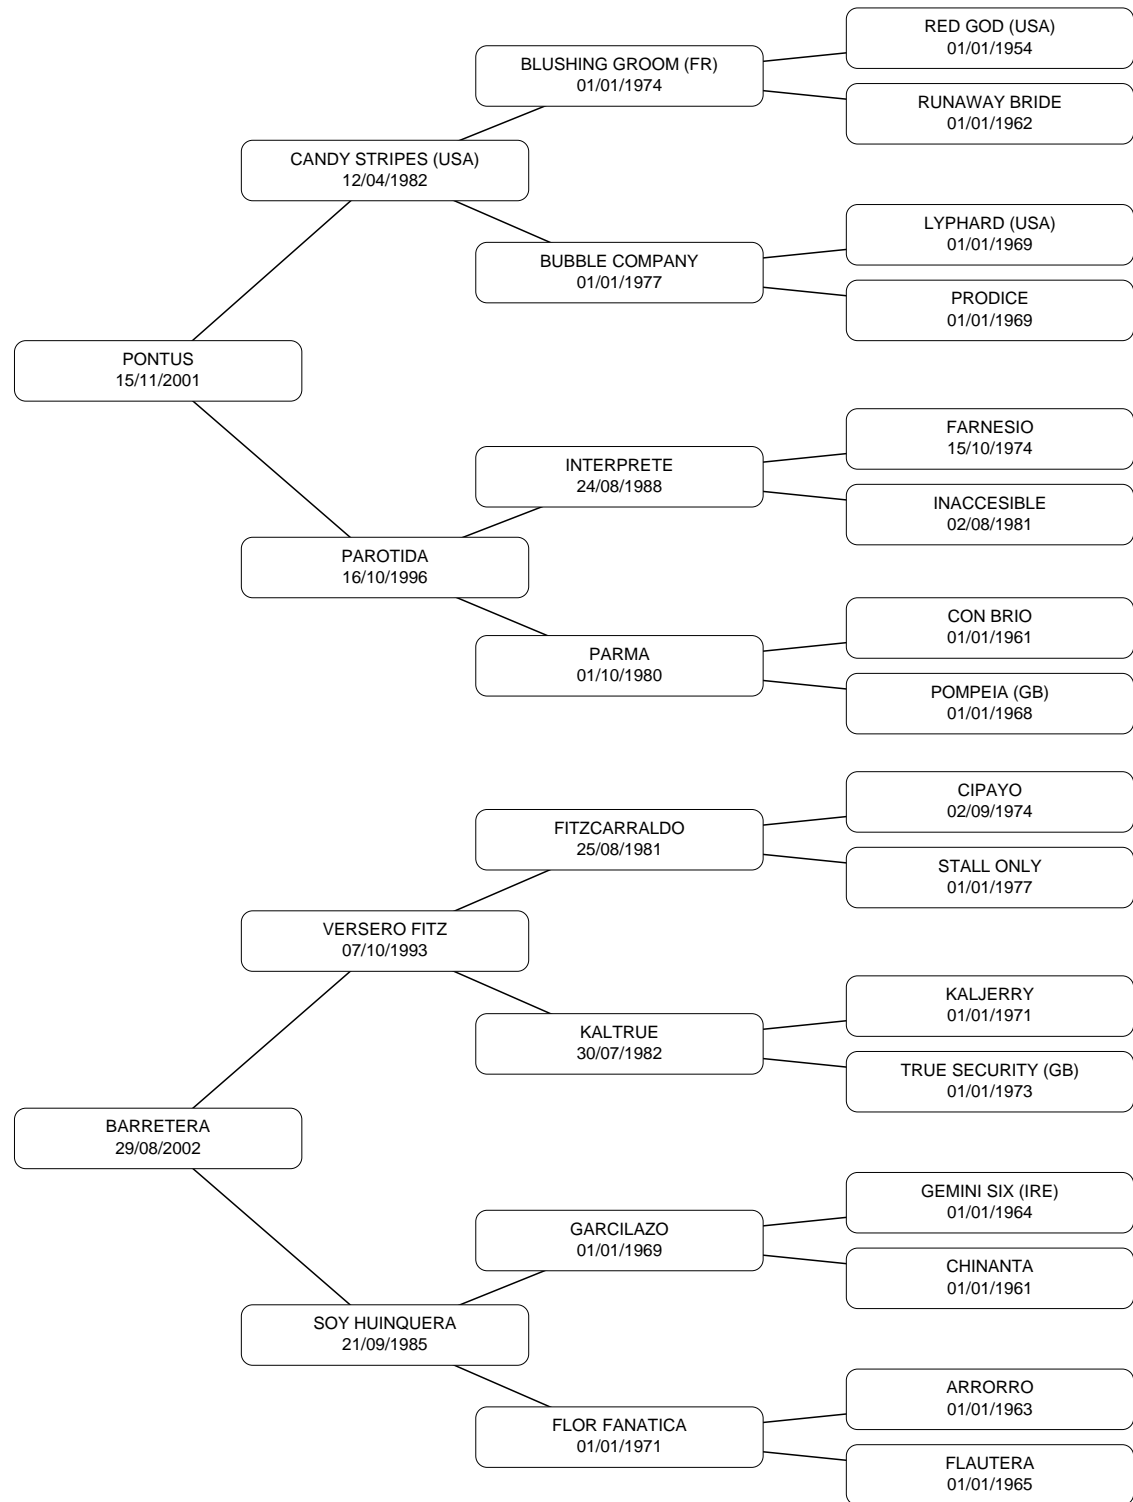 RED GOD (USA)
01/01/1954
BLUSHING GROOM (FR)
01/01/1974
RUNAWAY BRIDE
01/01/1962
CANDY STRIPES (USA)
12/04/1982
LYPHARD (USA)
01/01/1969
BUBBLE COMPANY
01/01/1977
PRODICE
01/01/1969
PONTUS
15/11/2001
FARNESIO
15/10/1974
INTERPRETE
24/08/1988
INACCESIBLE
02/08/1981
PAROTIDA
16/10/1996
CON BRIO
01/01/1961
PARMA
01/10/1980
POMPEIA (GB)
01/01/1968
CIPAYO
02/09/1974
FITZCARRALDO
25/08/1981
STALL ONLY
01/01/1977
VERSERO FITZ
07/10/1993
KALJERRY
01/01/1971
KALTRUE
30/07/1982
TRUE SECURITY (GB)
01/01/1973
BARRETERA
29/08/2002
GEMINI SIX (IRE)
01/01/1964
GARCILAZO
01/01/1969
CHINANTA
01/01/1961
SOY HUINQUERA
21/09/1985
ARRORRO
01/01/1963
FLOR FANATICA
01/01/1971
FLAUTERA
01/01/1965